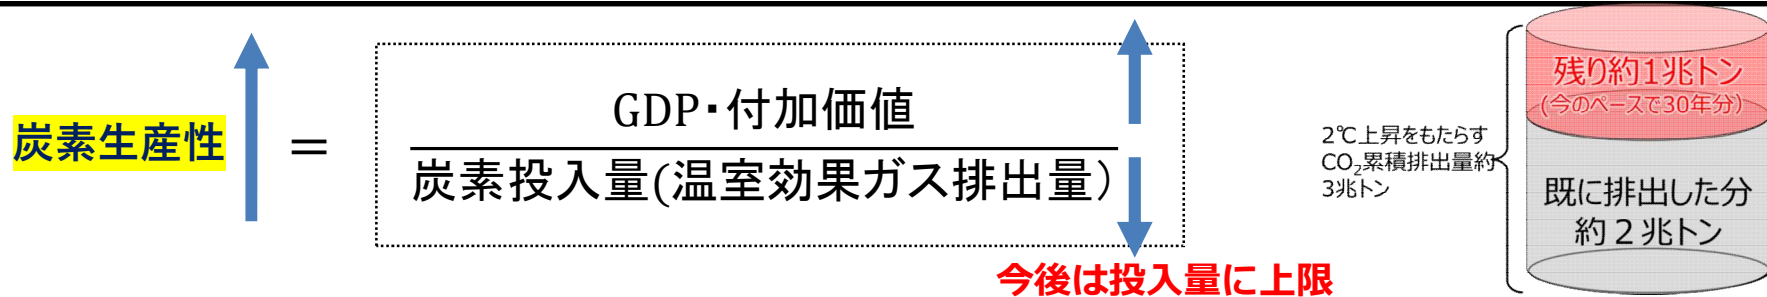 炭素生産性
=
GDP・付加価値
炭素投入量(温室効果ガス排出量)
今後は投入量に上限
2℃上昇をもたらす
CO₂累積排出量約
3兆トン
残り約1兆トン
(今のペースで30年分)
既に排出した分
約2兆トン